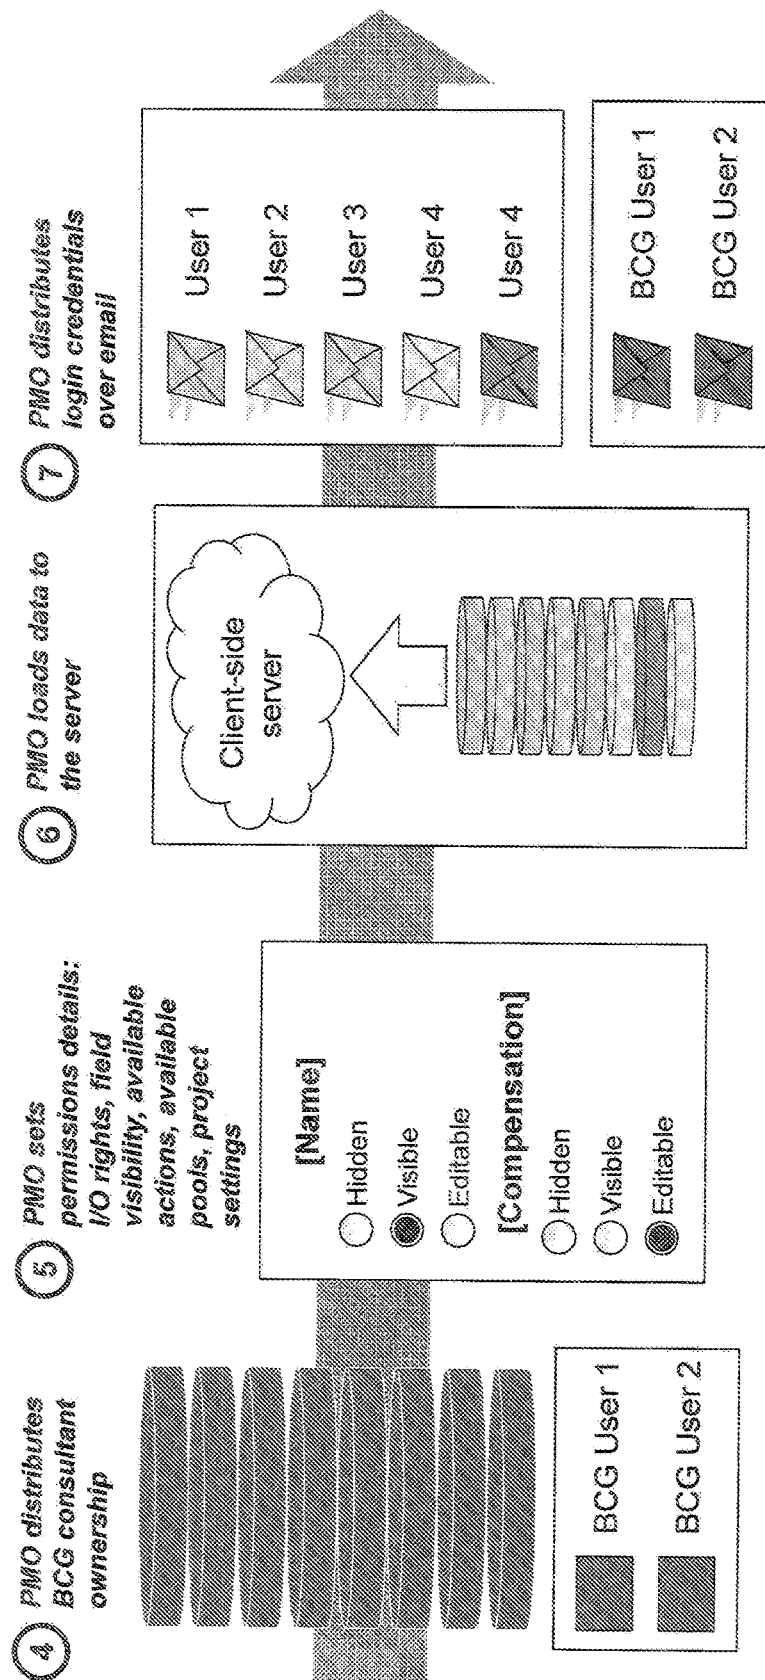 4
PMO distributes
BCG consultant
ownership
BCG User 1
BCG User 2
5
PMO sets
permissions details:
I/O rights, field
visibility, available
actions, available
pools, project
settings
[Name]
Hidden
Visible
Editable
[Compensation]
Hidden
Visible
Editable
6
PMO loads data to
the server
Client-side
server
7
PMO distributes
login credentials
over email
User 1
User 2
User 3
User 4
User 4
BCG User 1
BCG User 2